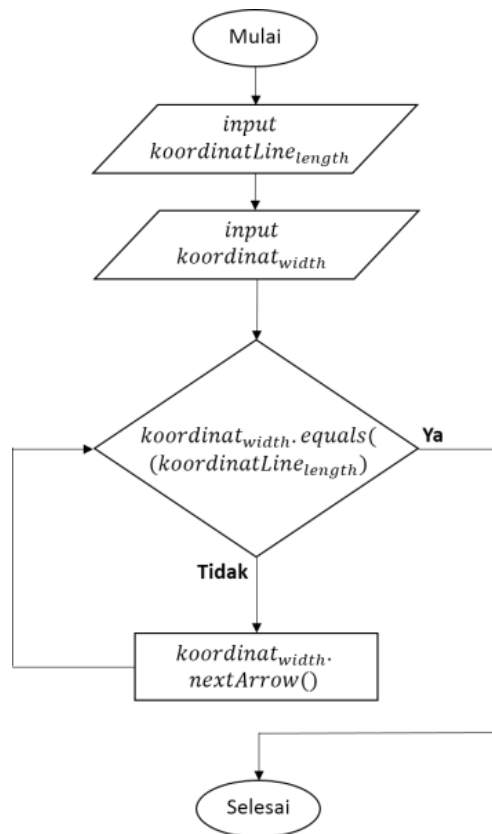 Mulai
input
koordinatLine_length
input
koordinat_width
koordinat_width.equals(
(koordinatLine_length)
Ya
Tidak
koordinat_width.
nextArrow()
Selesai